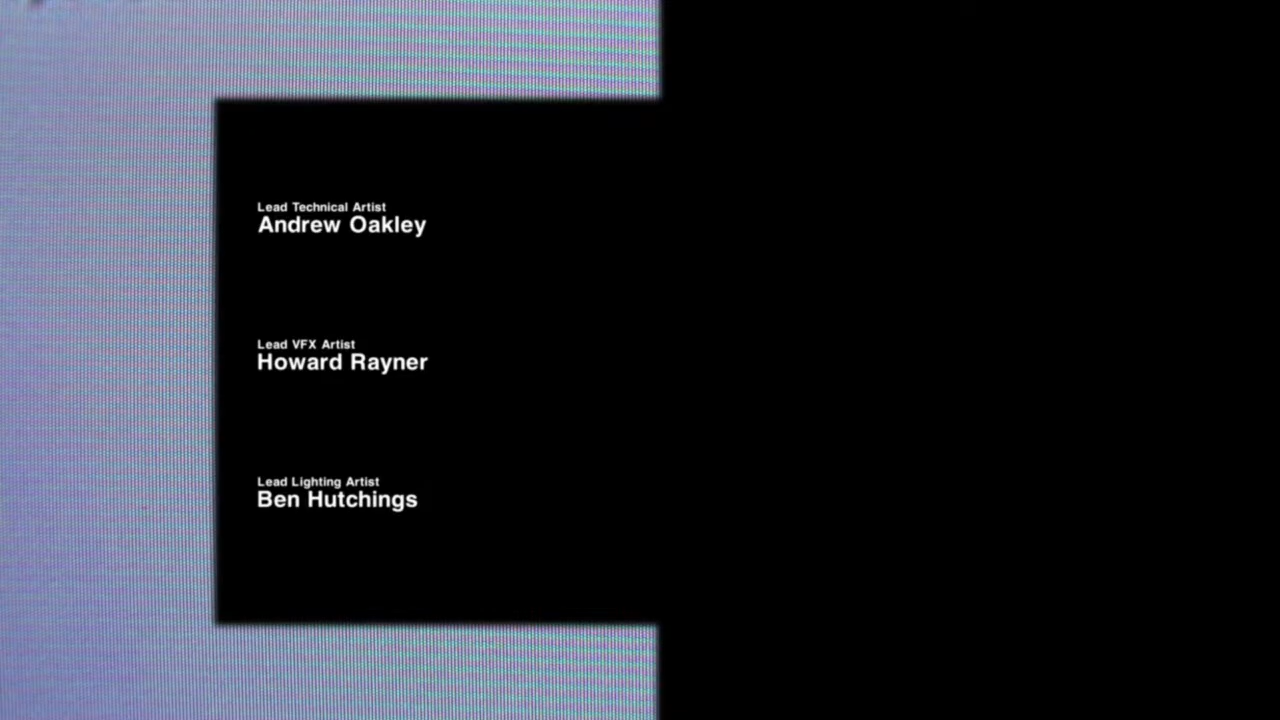 Lead Technical Artist
Andrew Oakley
Lead VFX Artist
Howard Rayner
Lead Lighting Artist
Ben Hutchings